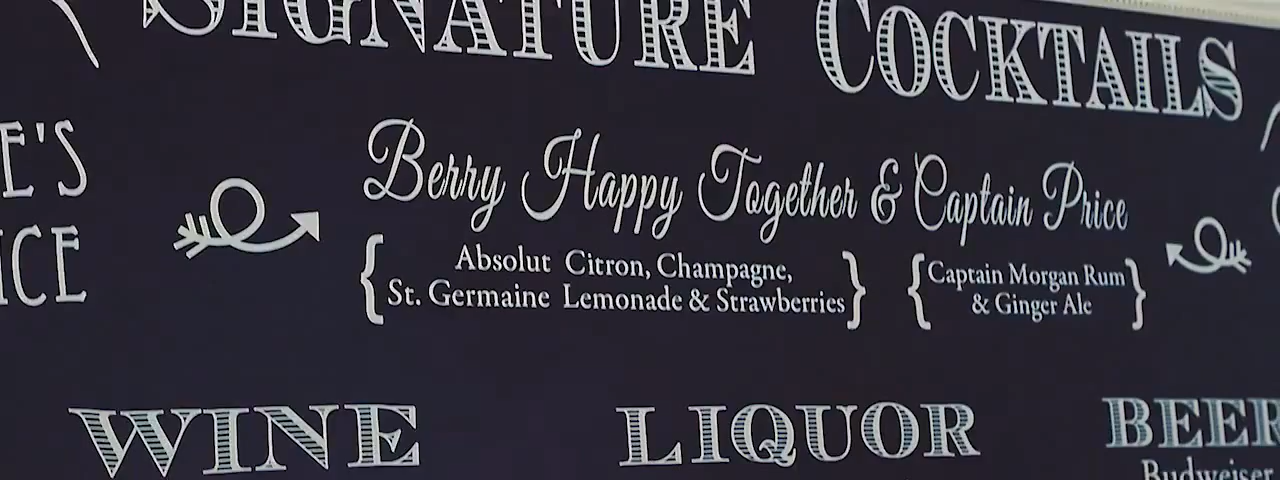 SIGNATURE COCKTAILS
E'S
ICE
Berry Happy Together & Captain Price
{ Absolut Citron, Champagne,
St. Germaine Lemonade & Strawberries }
{ Captain Morgan Rum
& Ginger Ale }
WINE
LIQUOR
BEER
Budweiser